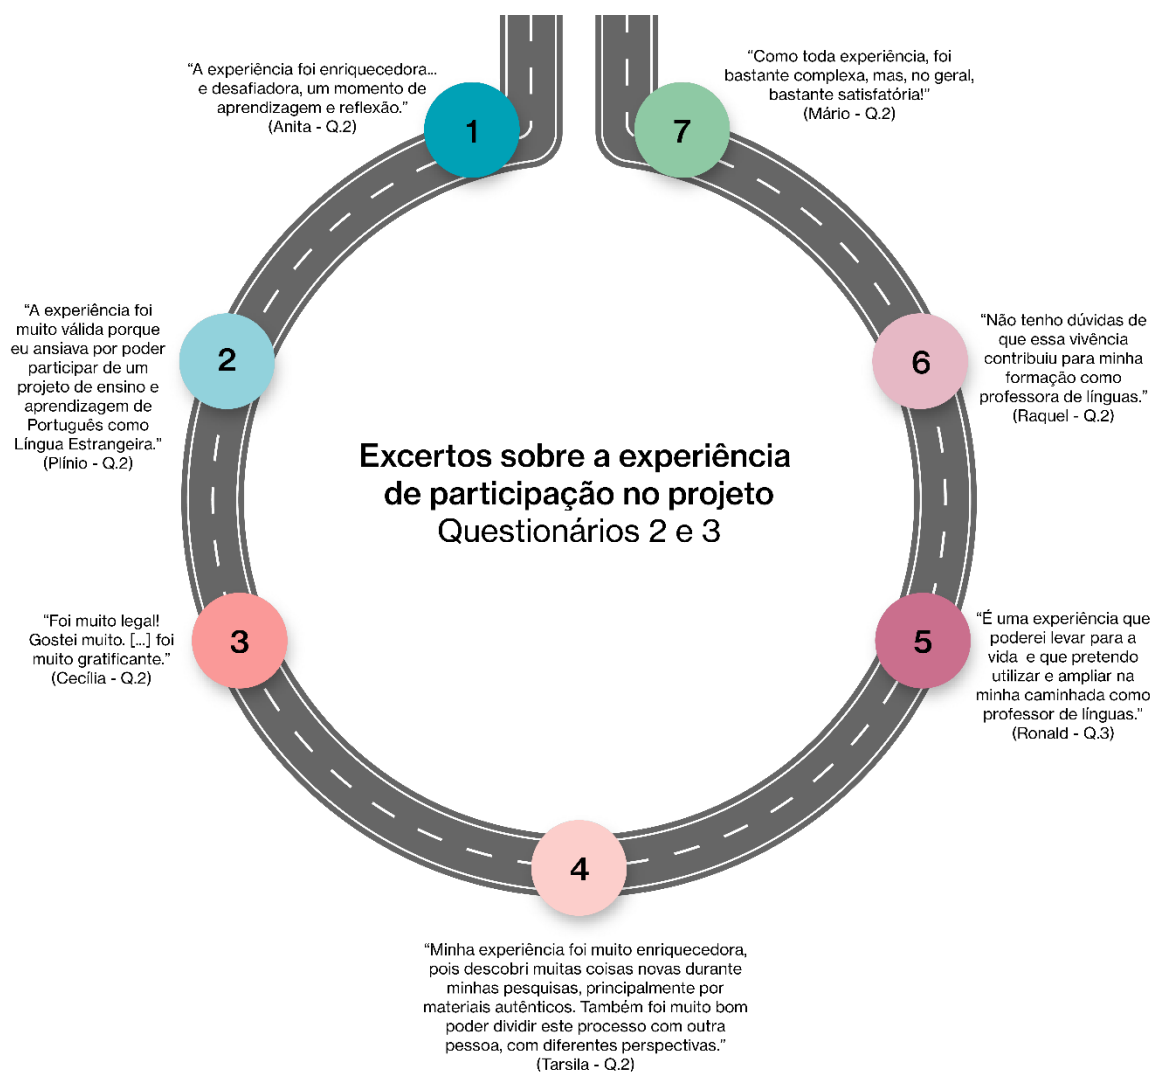 “A experiência foi enriquecedora...
e desafiadora, um momento de
aprendizagem e reflexão.”
(Anita - Q.2)
1
“A experiência foi
muito válida porque
eu ansiava por poder
participar de um
projeto de ensino e
aprendizagem de
Português como
Língua Estrangeira.”
(Plínio - Q.2)
2
“Foi muito legal!
Gostei muito. [...] foi
muito gratificante.”
(Cecília - Q.2)
3
Excertos sobre a experiência
de participação no projeto
Questionários 2 e 3
4
“Minha experiência foi muito enriquecedora,
pois descobri muitas coisas novas durante
minhas pesquisas, principalmente por
materiais autênticos. Também foi muito bom
poder dividir este processo com outra
pessoa, com diferentes perspectivas.”
(Tarsila - Q.2)
5
“É uma experiência que
poderei levar para a
vida e que pretendo
utilizar e ampliar na
minha caminhada como
professor de línguas.”
(Ronald - Q.3)
6
“Não tenho dúvidas de
que essa vivência
contribuiu para minha
formação como
professora de línguas.”
(Raquel - Q.2)
7
“Como toda experiência, foi
bastante complexa, mas, no geral,
bastante satisfatória!”
(Mário - Q.2)